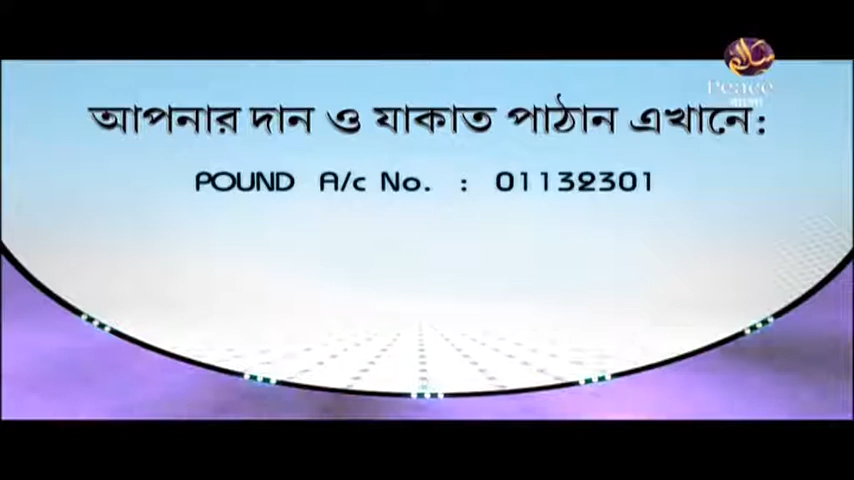 Peace
বাংলা
আপনার দান ও যাকাত পাঠান এখানে:
POUND A/c No. : 01132301